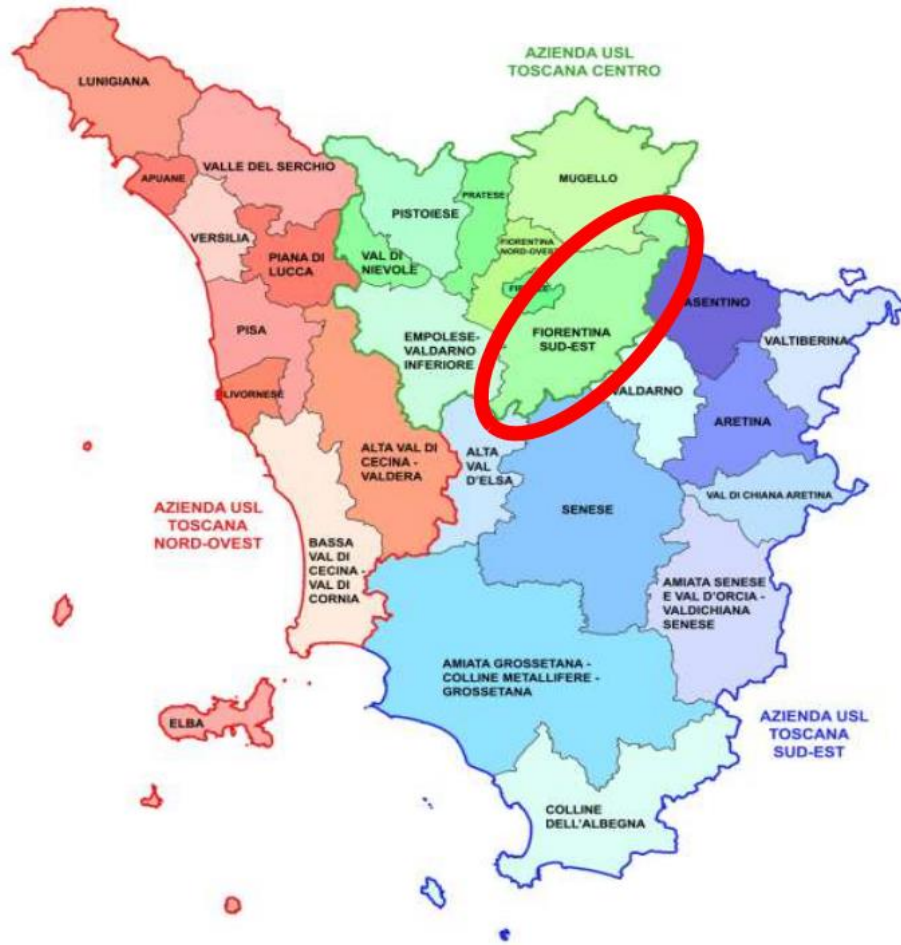 AZIENDA USL
TOSCANA CENTRO
LUNIGIANA
VALLE DEL SERCHIO
APUANE
VERSILIA
PIANA DI
LUCCA
PISTOIESE
PRATESE
MUGELLO
VAL DI
NIEVOLE
FIORENTINA
NORD-OVEST
FIORENTINA
SUD-EST
ASENTINO
VALTIBERINA
PISA
EMPOLESE-
VALDARNO
INFERIORE
LIVORNESE
VALDARNO
ARETINA
ALTA VAL DI
CECINA -
VALDERA
ALTA
VAL
D'ELSA
VAL DI CHIANA ARETINA
SENESE
AZIENDA USL
TOSCANA
NORD-OVEST
BASSA
VAL DI
CECINA -
VAL DI
CORNIA
AMIATA SENESE
E VAL D'ORCIA -
VALDICHIANA
SENESE
AMIATA GROSSETANA -
COLLINE METALLIFERE -
GROSSETANA
ELBA
AZIENDA USL
TOSCANA
SUD-EST
COLLINE
DELL'ALBEGNA